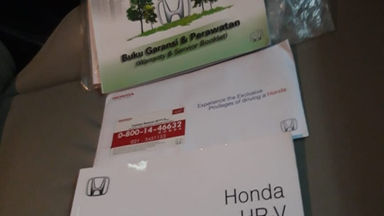 Buku Garansi & Perawatan
(Warranty & Service Booklet)
HONDA
Experience the Exclusive
Privileges of driving a Honda
0-800-14-46632
Honda
HR-V